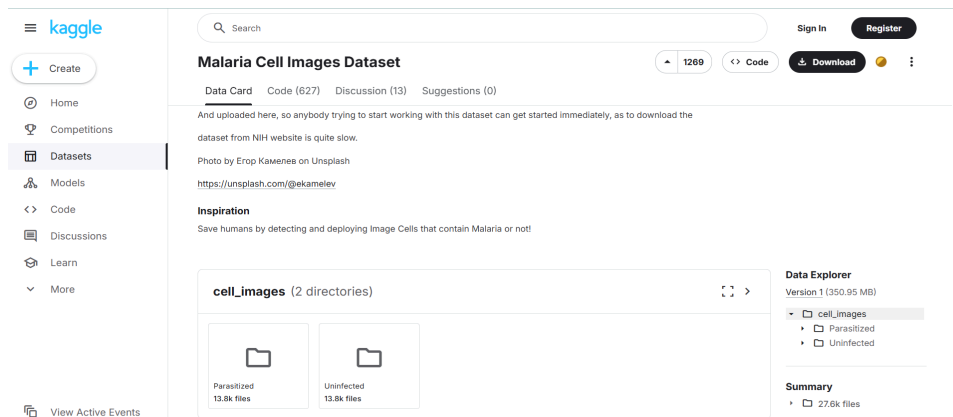 kaggle
Search
Sign In
Register
Create
Home
Competitions
Datasets
Models
Code
Discussions
Learn
More
View Active Events
Malaria Cell Images Dataset
1269
<> Code
Download
Data Card Code (627) Discussion (13) Suggestions (0)
And uploaded here, so anybody trying to start working with this dataset can get started immediately, as to download the
dataset from NIH website is quite slow.
Photo by Егор Камелев on Unsplash
https://unsplash.com/@ekamelev
Inspiration
Save humans by detecting and deploying Image Cells that contain Malaria or not!
cell_images (2 directories)
Parasitized
13.8k files
Uninfected
13.8k files
Data Explorer
Version 1 (350.95 MB)
cell_images
Parasitized
Uninfected
Summary
27.6k files